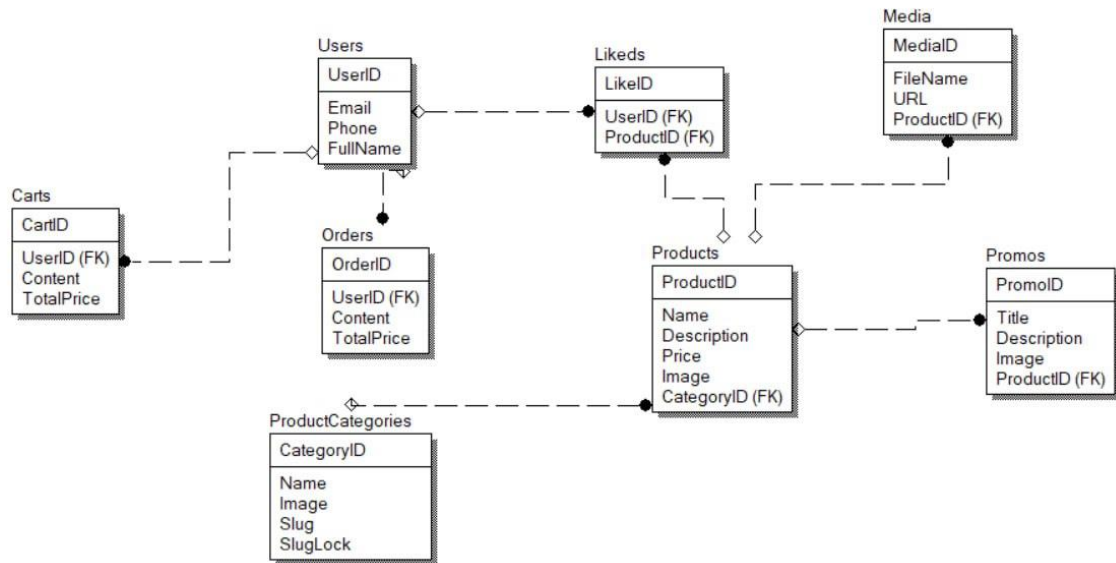 Users
UserID
Email
Phone
FullName
Likeds
LikeID
UserID (FK)
ProductID (FK)
Media
MediaID
FileName
URL
ProductID (FK)
Carts
CartID
UserID (FK)
Content
TotalPrice
Orders
OrderID
UserID (FK)
Content
TotalPrice
Products
ProductID
Name
Description
Price
Image
CategoryID (FK)
Promos
PromoID
Title
Description
Image
ProductID (FK)
ProductCategories
CategoryID
Name
Image
Slug
SlugLock